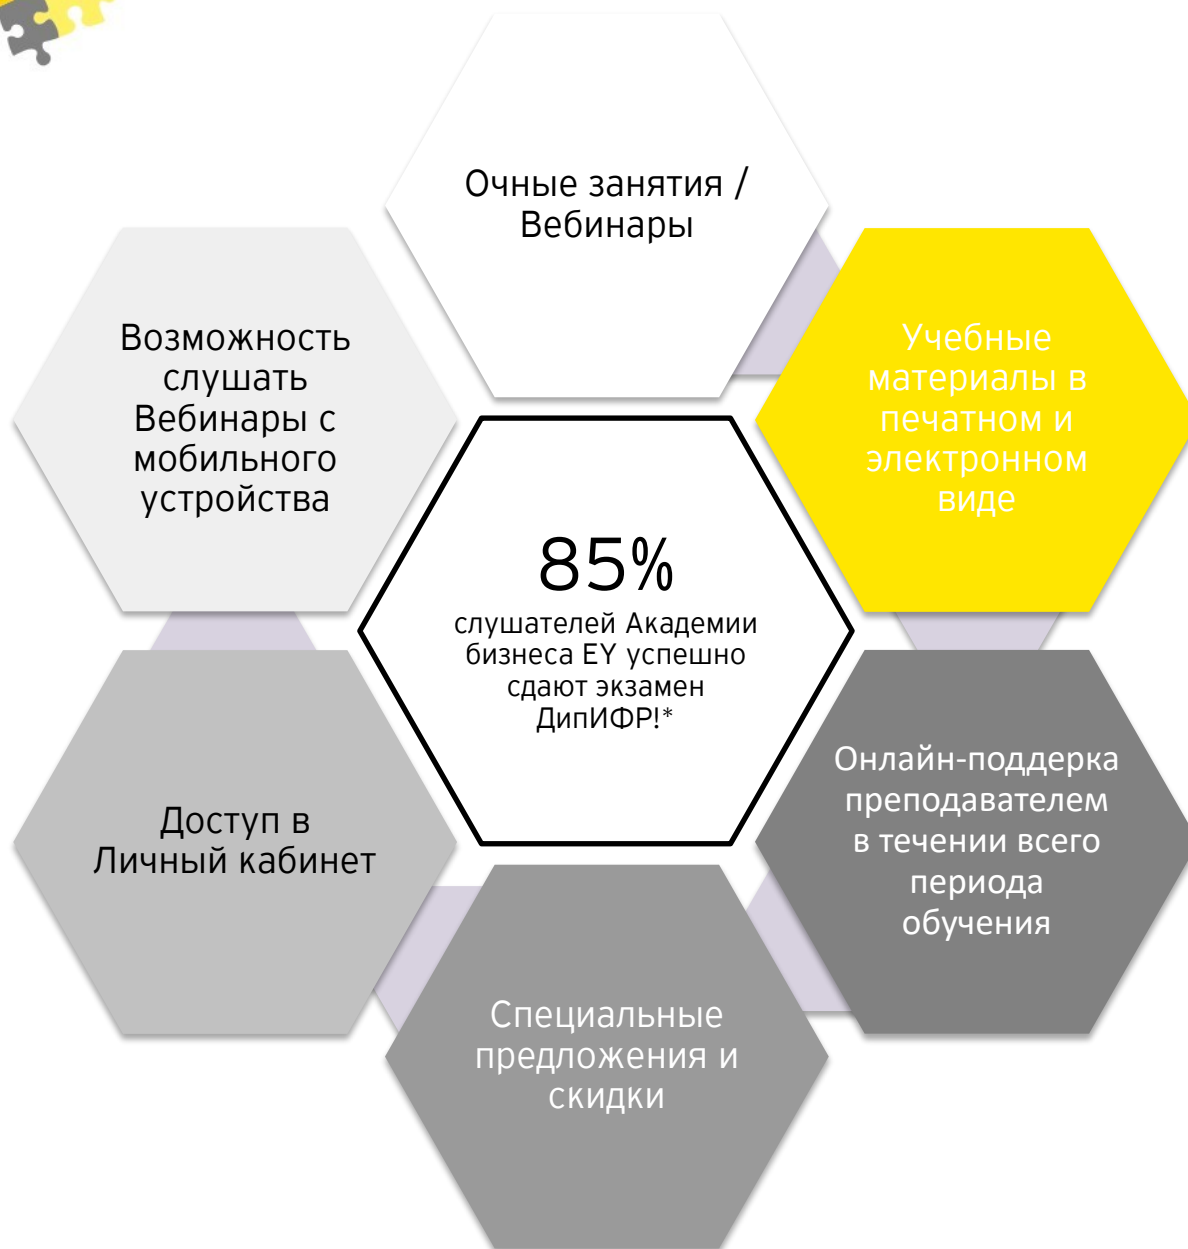 Очные занятия /
Вебинары
Учебные
материалы в
печатном и
электронном
виде
Онлайн-поддерка
преподавателем
в течении всего
периода
обучения
Специальные
предложения и
скидки
Доступ в
Личный кабинет
Возможность
слушать
Вебинары с
мобильного
устройства
85%
слушателей Академии
бизнеса EY успешно
сдают экзамен
ДипИФР!*